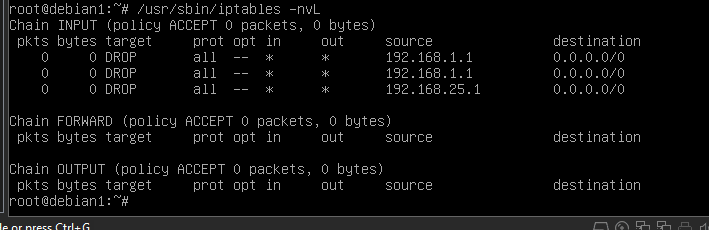 root@debian1:~# /usr/sbin/iptables -nvL
Chain INPUT (policy ACCEPT 0 packets, 0 bytes)
 pkts bytes target     prot opt in     out     source               destination
    0     0 DROP       all  --  *      *       192.168.1.1          0.0.0.0/0
    0     0 DROP       all  --  *      *       192.168.1.1          0.0.0.0/0
    0     0 DROP       all  --  *      *       192.168.25.1         0.0.0.0/0
Chain FORWARD (policy ACCEPT 0 packets, 0 bytes)
 pkts bytes target     prot opt in     out     source               destination
Chain OUTPUT (policy ACCEPT 0 packets, 0 bytes)
 pkts bytes target     prot opt in     out     source               destination
root@debian1:~#
le or press Ctrl+G